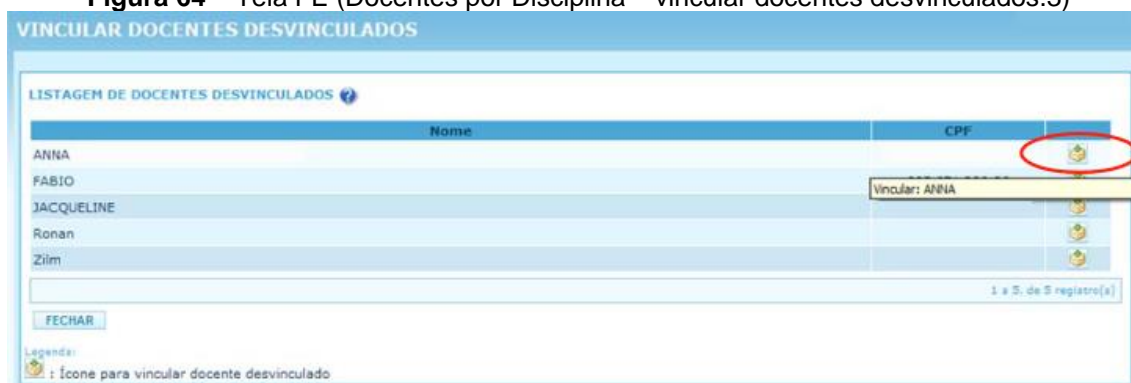 Figura 64 – Tela PE (Docentes por Disciplina – vincular docentes desvinculados.3)
VINCULAR DOCENTES DESVINCULADOS
LISTAGEM DE DOCENTES DESVINCULADOS
Nome CPF
ANNA
FABIO
Vincular: ANNA
JACQUELINE
Ronan
Zilm
1 a 5, de 5 registro(s)
FECHAR
Legenda:
: Ícone para vincular docente desvinculado